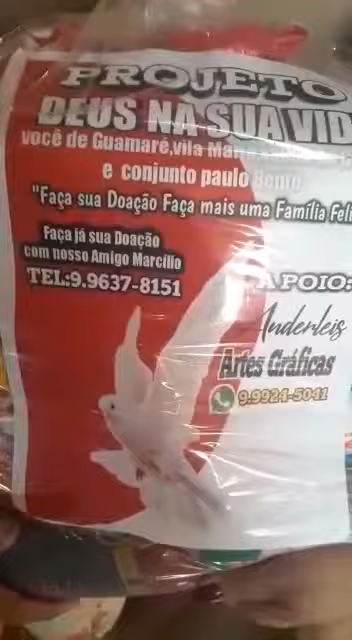 PROJETO
DEUS NA SUA VID
você de Guamaré,vila
e conjunto paulo Bento
"Faça sua Doação Faça mais uma Família Feli
Faça já sua Doação
com nosso Amigo Marcílio
TEL:9.9637-8151
APOIO:
Anderleis
Artes Gráficas
9.9924-5041